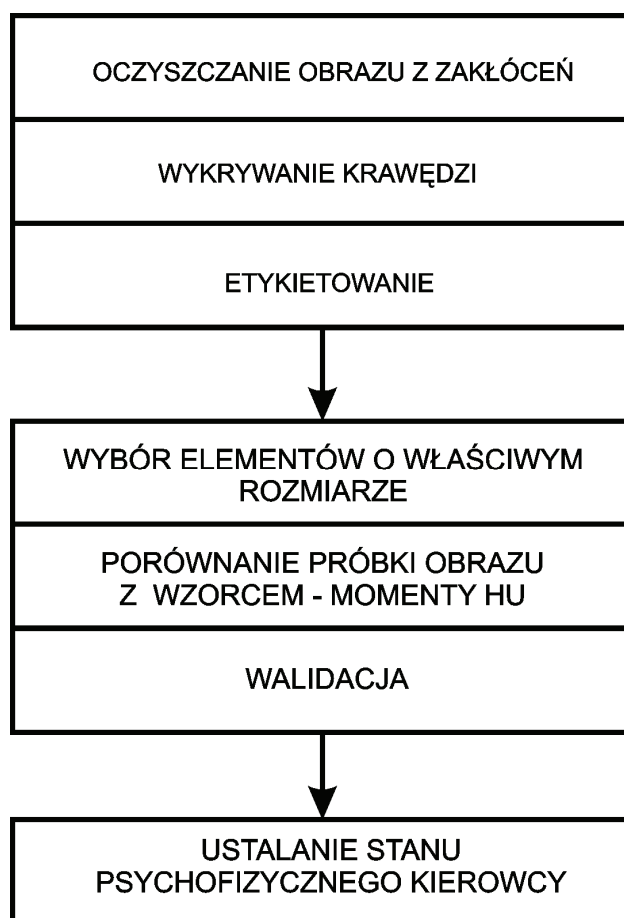 OCZYSZCZANIE OBRAZU Z ZAKŁÓCEŃ
WYKRYWANIE KRAWĘDZI
ETYKIETOWANIE
WYBÓR ELEMENTÓW O WŁAŚCIWYM
ROZMIARZE
PORÓWNANIE PRÓBKI OBRAZU
Z WZORCEM - MOMENTY HU
WALIDACJA
USTALANIE STANU
PSYCHOFIZYCZNEGO KIEROWCY